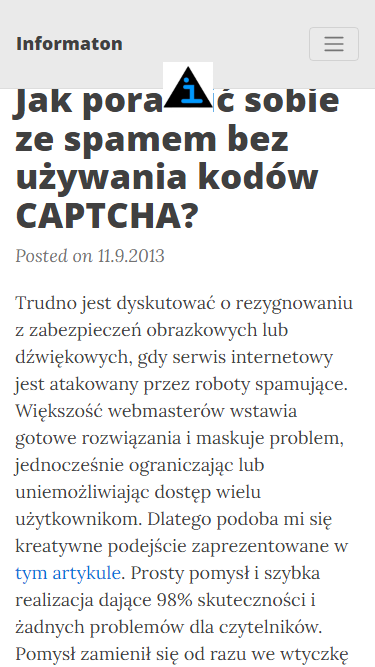 Informaton
Jak pora ć sobie
ze spamem bez
używania kodów
CAPTCHA?
Posted on 11.9.2013
Trudno jest dyskutować o rezygnowaniu
z zabezpieczeń obrazkowych lub
dźwiękowych, gdy serwis internetowy
jest atakowany przez roboty spamujące.
Większość webmasterów wstawia
gotowe rozwiązania i maskuje problem,
jednocześnie ograniczając lub
uniemożliwiając dostęp wielu
użytkownikom. Dlatego podoba mi się
kreatywne podejście zaprezentowane w
tym artykule. Prosty pomysł i szybka
realizacja dające 98% skuteczności i
żadnych problemów dla czytelników.
Pomysł zamienił się od razu we wtyczkę